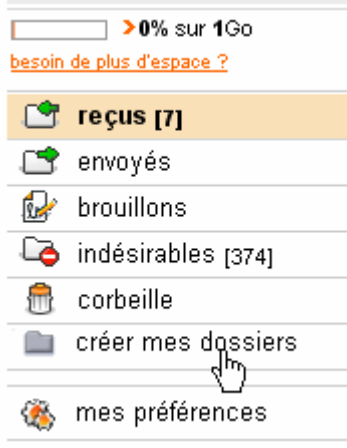 >0% sur 1Go
besoin de plus d'espace ?
reçus [7]
envoyés
brouillons
indésirables [374]
corbeille
créer mes dossiers
mes préférences